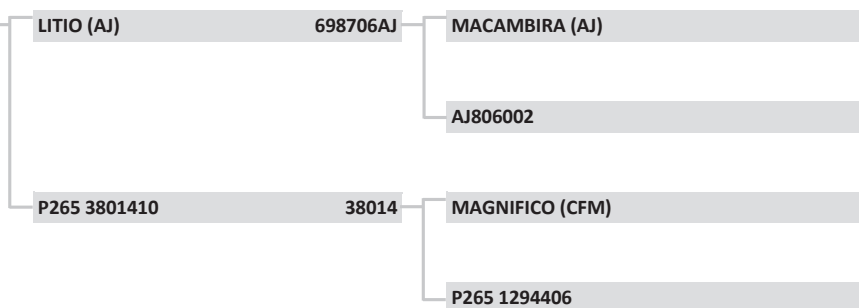 LITIO (AJ) 698706AJ
MACAMBIRA (AJ)
AJ806002
P265 3801410 38014
MAGNIFICO (CFM)
P265 1294406